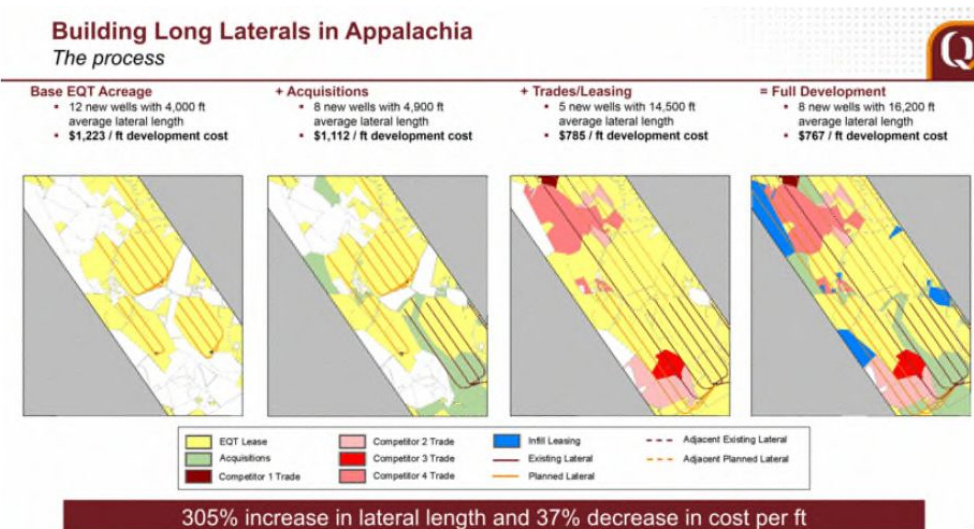 Building Long Laterals in Appalachia
The process
Q
Base EQT Acreage
▪ 12 new wells with 4,000 ft
average lateral length
▪ $1,223 / ft development cost
+ Acquisitions
▪ 8 new wells with 4,900 ft
average lateral length
▪ $1,112 / ft development cost
+ Trades/Leasing
▪ 5 new wells with 14,500 ft
average lateral length
▪ $785 / ft development cost
= Full Development
▪ 8 new wells with 16,200 ft
average lateral length
▪ $767 / ft development cost
EQT Lease
Acquisitions
Competitor 1 Trade
Competitor 2 Trade
Competitor 3 Trade
Competitor 4 Trade
Infill Leasing
Existing Lateral
Planned Lateral
Adjacent Existing Lateral
Adjacent Planned Lateral
305% increase in lateral length and 37% decrease in cost per ft